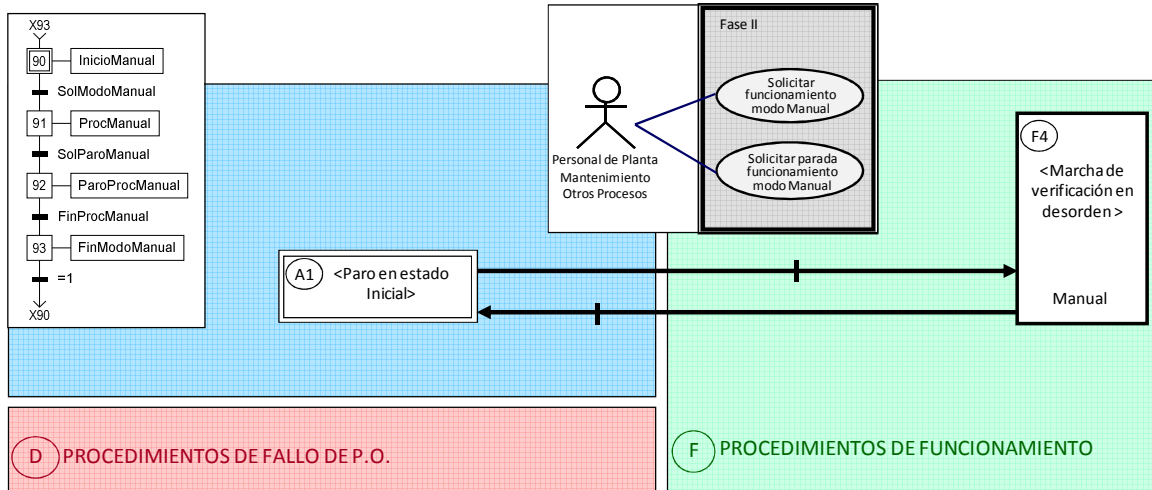 X93
90
InicioManual
SolModoManual
91
ProcManual
SolParoManual
92
ParoProcManual
FinProcManual
93
FinModoManual
=1
X90
Fase II
Solicitar
funcionamiento
modo Manual
Solicitar parada
funcionamiento
modo Manual
Personal de Planta
Mantenimiento
Otros Procesos
A1
<Paro en estado
Inicial>
F4
<Marcha de
verificación en
desorden >
Manual
D
PROCEDIMIENTOS DE FALLO DE P.O.
F
PROCEDIMIENTOS DE FUNCIONAMIENTO